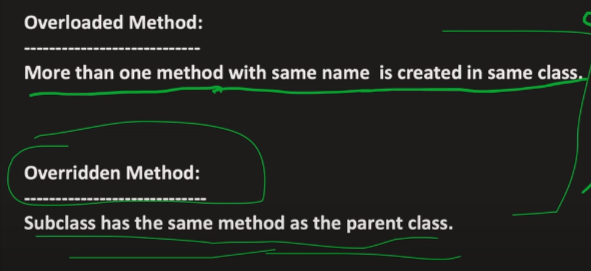 Overloaded Method:
----------------------------
More than one method with same name is created in same class.
Overridden Method:
-----------------------------
Subclass has the same method as the parent class.